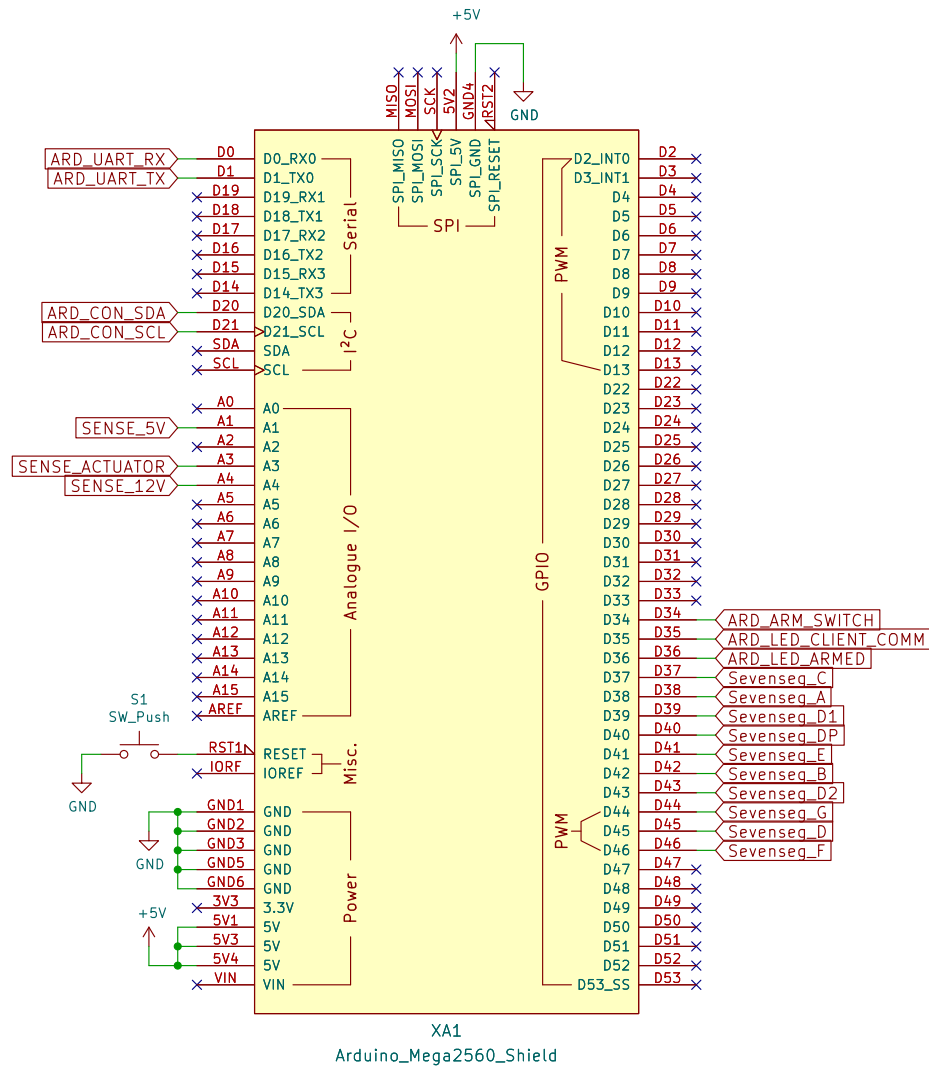 +5V
GND
MISO
MOSI
SCK
5V2
GND4
RST2
SPI_MISO
SPI_MOSI
SPI_SCK
SPI_5V
SPI_GND
SPI_RESET
SPI
ARD_UART_RX D0 D0_RX0
ARD_UART_TX D1 D1_TX0
D19 D19_RX1
D18 D18_TX1
D17 D17_RX2
D16 D16_TX2
D15 D15_RX3
D14 D14_TX3
Serial
ARD_CON_SDA D20 D20_SDA
ARD_CON_SCL D21 D21_SCL
SDA SDA
SCL SCL
I²C
A0 A0
SENSE_5V A1 A1
A2 A2
SENSE_ACTUATOR A3 A3
SENSE_12V A4 A4
A5 A5
A6 A6
A7 A7
A8 A8
A9 A9
A10 A10
A11 A11
A12 A12
A13 A13
A14 A14
A15 A15
AREF AREF
Analogue I/O
S1
SW_Push
GND
RST1 RESET
IORF IOREF
Misc.
GND1 GND
GND2 GND
GND3 GND
GND5 GND
GND6 GND
GND
3V3 3.3V
+5V
5V1 5V
5V3 5V
5V4 5V
VIN VIN
Power
D2_INT0 D2
D3_INT1 D3
D4 D4
D5 D5
D6 D6
D7 D7
D8 D8
D9 D9
D10 D10
D11 D11
D12 D12
D13 D13
PWM
D22 D22
D23 D23
D24 D24
D25 D25
D26 D26
D27 D27
D28 D28
D29 D29
D30 D30
D31 D31
D32 D32
D33 D33
GPIO
D34 D34 ARD_ARM_SWITCH
D35 D35 ARD_LED_CLIENT_COMM
D36 D36 ARD_LED_ARMED
D37 D37 Sevenseg_C
D38 D38 Sevenseg_A
D39 D39 Sevenseg_D1
D40 D40 Sevenseg_DP
D41 D41 Sevenseg_E
D42 D42 Sevenseg_B
D43 D43 Sevenseg_D2
D44 D44 Sevenseg_G
D45 D45 Sevenseg_D
D46 D46 Sevenseg_F
PWM
D47 D47
D48 D48
D49 D49
D50 D50
D51 D51
D52 D52
D53_SS D53
XA1
Arduino_Mega2560_Shield